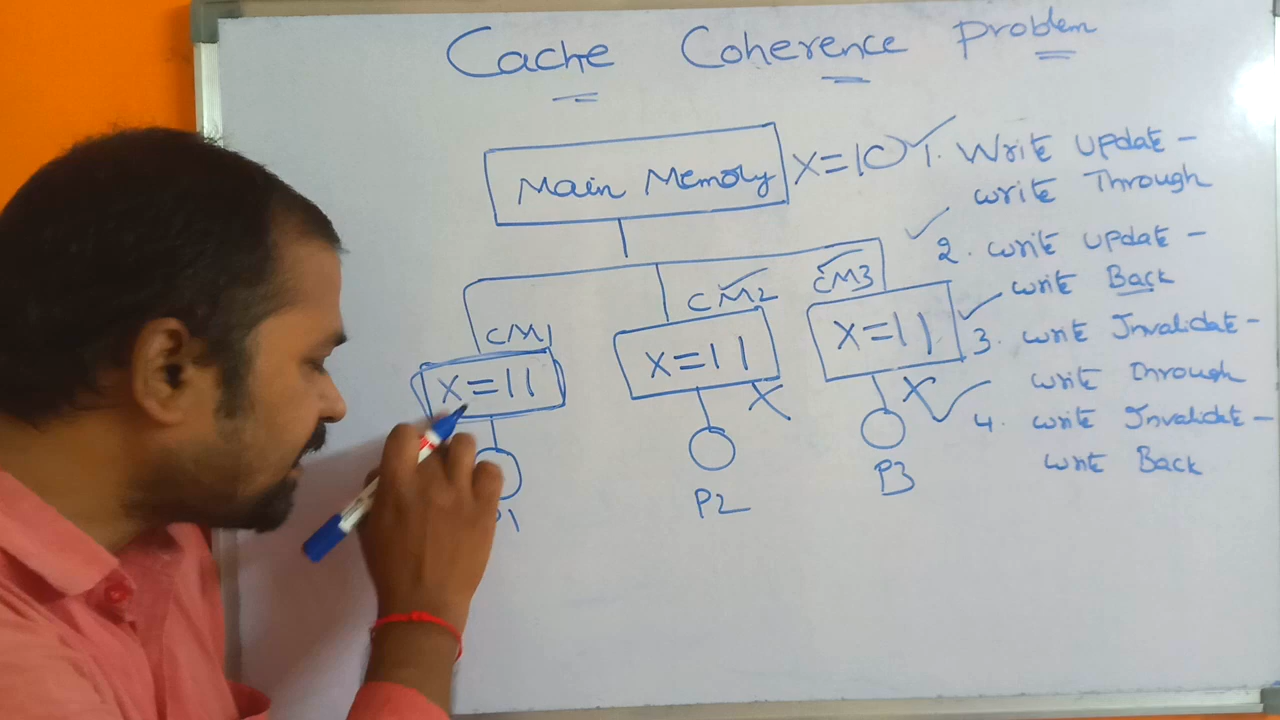 Cache Coherence Problem
Main Memory
X=10
1. Write Update -
write Through
2. write update -
write Back
3. write Invalidate -
write through
4. write Invalidate -
write Back
CM1
CM2
CM3
X=11
X=11
X=11
X
X
P1
P2
P3